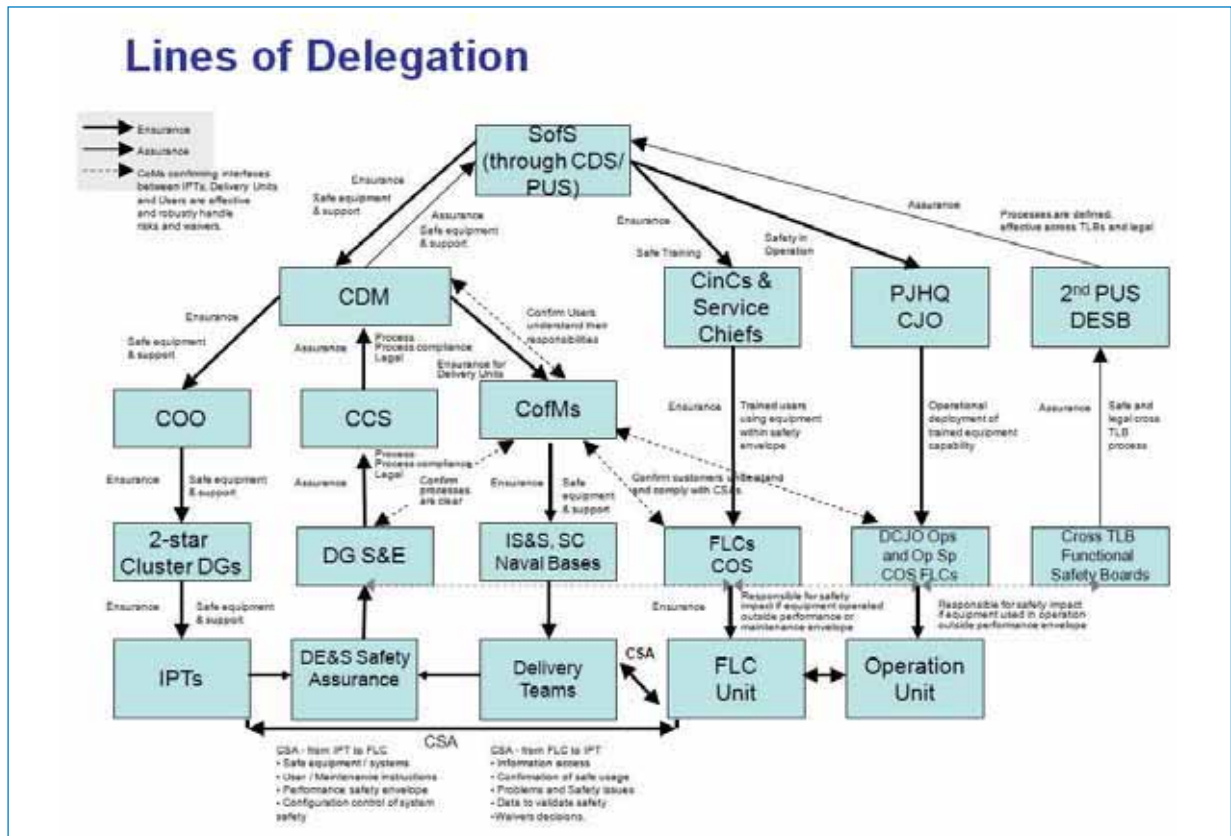 Lines of Delegation
Ensurance
Assurance
CofMs confirming interfaces
between IPTs, Delivery Units
and Users are effective
and robustly handle
risks and waivers.
SofS
(through CDS/
PUS)
Ensurance
Safe equipment
& support
Assurance
Safe equipment
& support
Ensurance
Safe Training
Safety in
Operation
Assurance
Processes are defined,
effective across TLBs and legal
CDM
CinCs &
Service
Chiefs
PJHQ
CJO
2nd PUS
DESB
Ensurance
Safe equipment
& support
Assurance
Process
Process compliance
Legal
Confirm Users
understand their
responsibilities
Ensurance for
Delivery Units
COO
CCS
CofMs
Ensurance
Trained users
using equipment
within safety
envelope
Operational
deployment of
trained equipment
capability
Assurance
Safe and
legal cross
TLB
process
Ensurance
Safe equipment
& support
Assurance
Process
Process compliance
Legal
Confirm
processes
are clear
Ensurance
Safe
equipment
& support
Confirm customers understand
and comply with CSAs
2-star
Cluster DGs
DG S&E
IS&S, SC
Naval Bases
FLCs
COS
DCJO Ops
and Op Sp
COS FLCs
Cross TLB
Functional
Safety Boards
Ensurance
Safe equipment
& support
Ensurance
Responsible for safety
impact if equipment operated
outside performance or
maintenance envelope
Responsible for safety impact
if equipment used in operation
outside performance envelope
IPTs
DE&S Safety
Assurance
Delivery
Teams
CSA
FLC
Unit
Operation
Unit
CSA
CSA - from IPT to FLC
• Safe equipment / systems
• User / Maintenance instructions
• Performance safety envelope
• Configuration control of system
safety
CSA - from FLC to IPT
• Information access
• Confirmation of safe usage
• Problems and Safety issues
• Data to validate safety
•Waivers decisions.